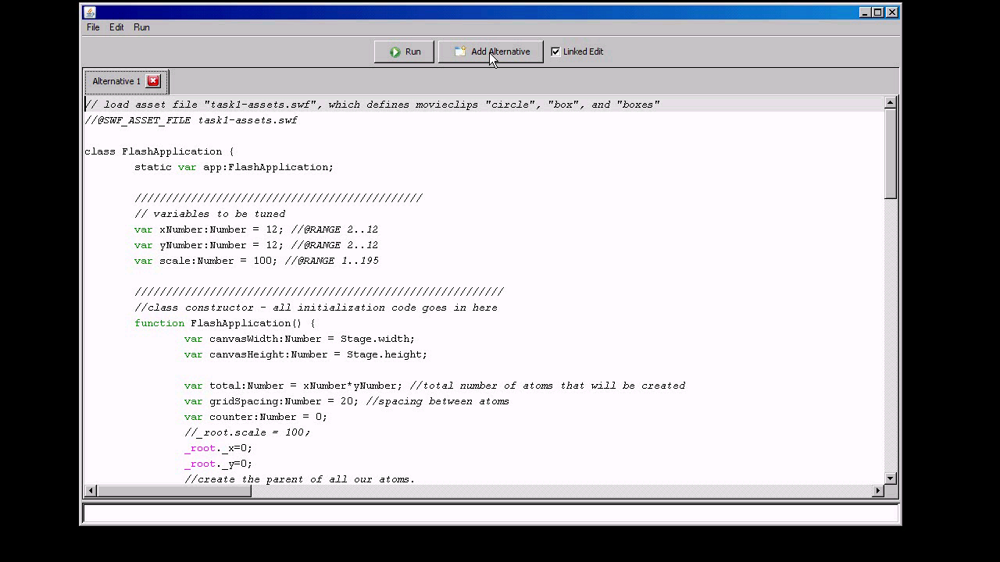 File Edit Run
Run Add Alternative Linked Edit
Alternative 1
// load asset file "task1-assets.swf", which defines movieclips "circle", "box", and "boxes"
//@SWF_ASSET_FILE task1-assets.swf
class FlashApplication {
static var app:FlashApplication;
//////////////////////////////////////////////
// variables to be tuned
var xNumber:Number = 12; //@RANGE 2..12
var yNumber:Number = 12; //@RANGE 2..12
var scale:Number = 100; //@RANGE 1..195
///////////////////////////////////////////////////////////
//class constructor - all initialization code goes in here
function FlashApplication() {
var canvasWidth:Number = Stage.width;
var canvasHeight:Number = Stage.height;
var total:Number = xNumber*yNumber; //total number of atoms that will be created
var gridSpacing:Number = 20; //spacing between atoms
var counter:Number = 0;
//_root.scale = 100;
_root._x=0;
_root._y=0;
//create the parent of all our atoms.